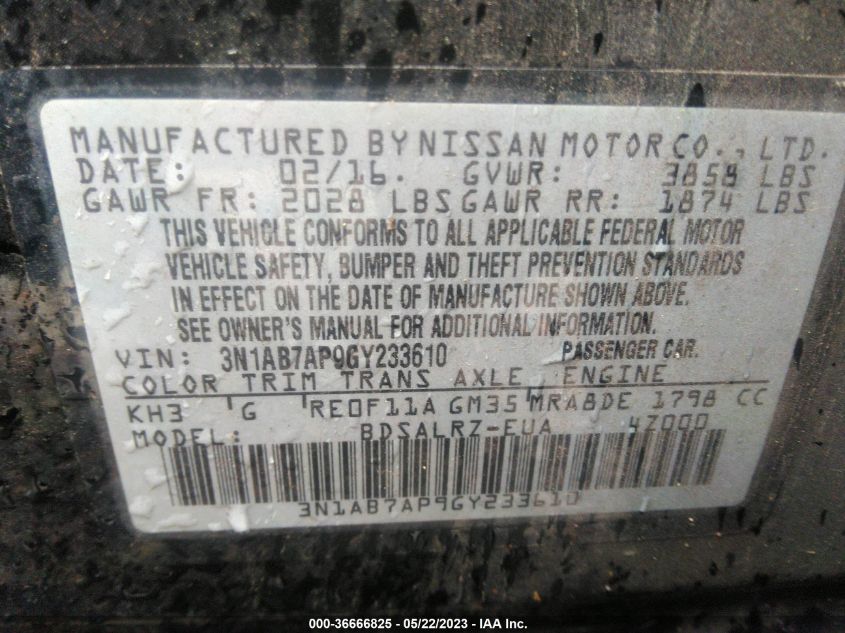 MANUFACTURED BY NISSAN MOTOR CO., LTD.
DATE: 02/16. GVWR: 3858 LBS
GAWR FR: 2028 LBS GAWR RR: 1874 LBS
THIS VEHICLE CONFORMS TO ALL APPLICABLE FEDERAL MOTOR
VEHICLE SAFETY, BUMPER AND THEFT PREVENTION STANDARDS
IN EFFECT ON THE DATE OF MANUFACTURE SHOWN ABOVE.
SEE OWNER'S MANUAL FOR ADDITIONAL INFORMATION.
VIN: 3N1AB7AP9GY233610 PASSENGER CAR.
COLOR TRIM TRANS AXLE ENGINE
KH3 G RE0F11A GM35 MRA8DE 1798 CC
MODEL: BDSALRZ-EUA 4Z000
3N1AB7AP9GY233610
000-36666825 - 05/22/2023 - IAA Inc.